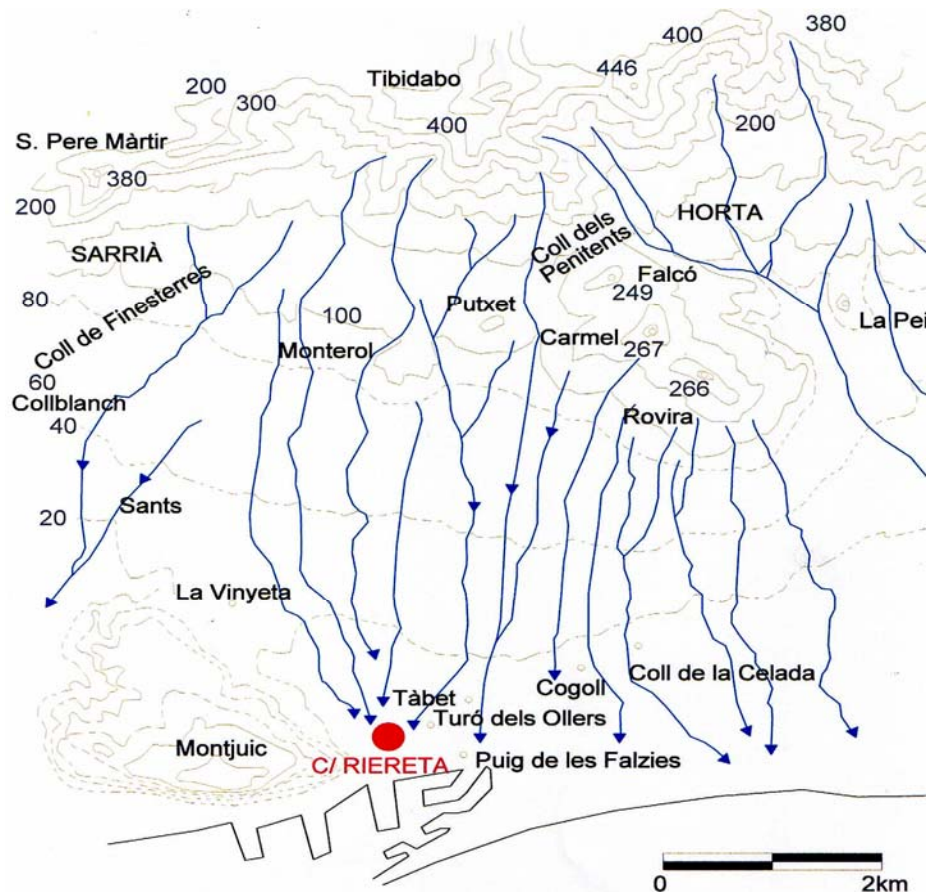 380
400
446
Tibidabo
200
300
400
200
S. Pere Màrtir
380
200
HORTA
SARRIÀ
Coll dels
Penitents
Falcó
249
80
Coll de Finesterres
100
Putxet
La Pei
Monterol
Carmel
267
60
Collblanch
266
40
Rovira
Sants
20
La Vinyeta
Coll de la Celada
Tàbet
Cogoll
Turó dels Ollers
Montjuic
C/ RIERETA
Puig de les Falzies
0
2km